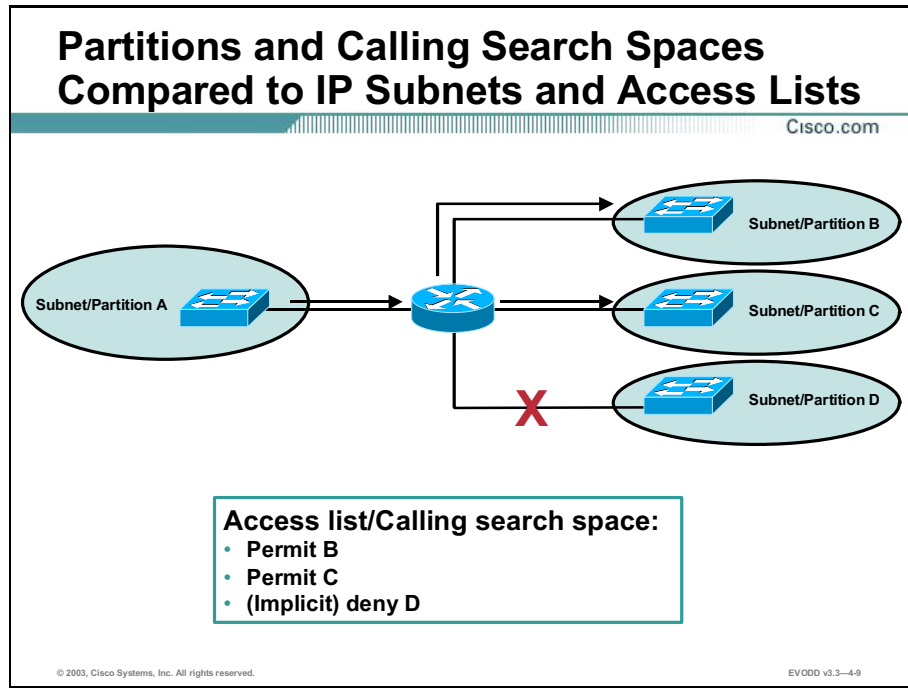 Partitions and Calling Search Spaces
Compared to IP Subnets and Access Lists
Cisco.com
Subnet/Partition B
Subnet/Partition A
Subnet/Partition C
Subnet/Partition D
X
Access list/Calling search space:
• Permit B
• Permit C
• (Implicit) deny D
© 2003, Cisco Systems, Inc. All rights reserved.
EVODD v3.3—4-9